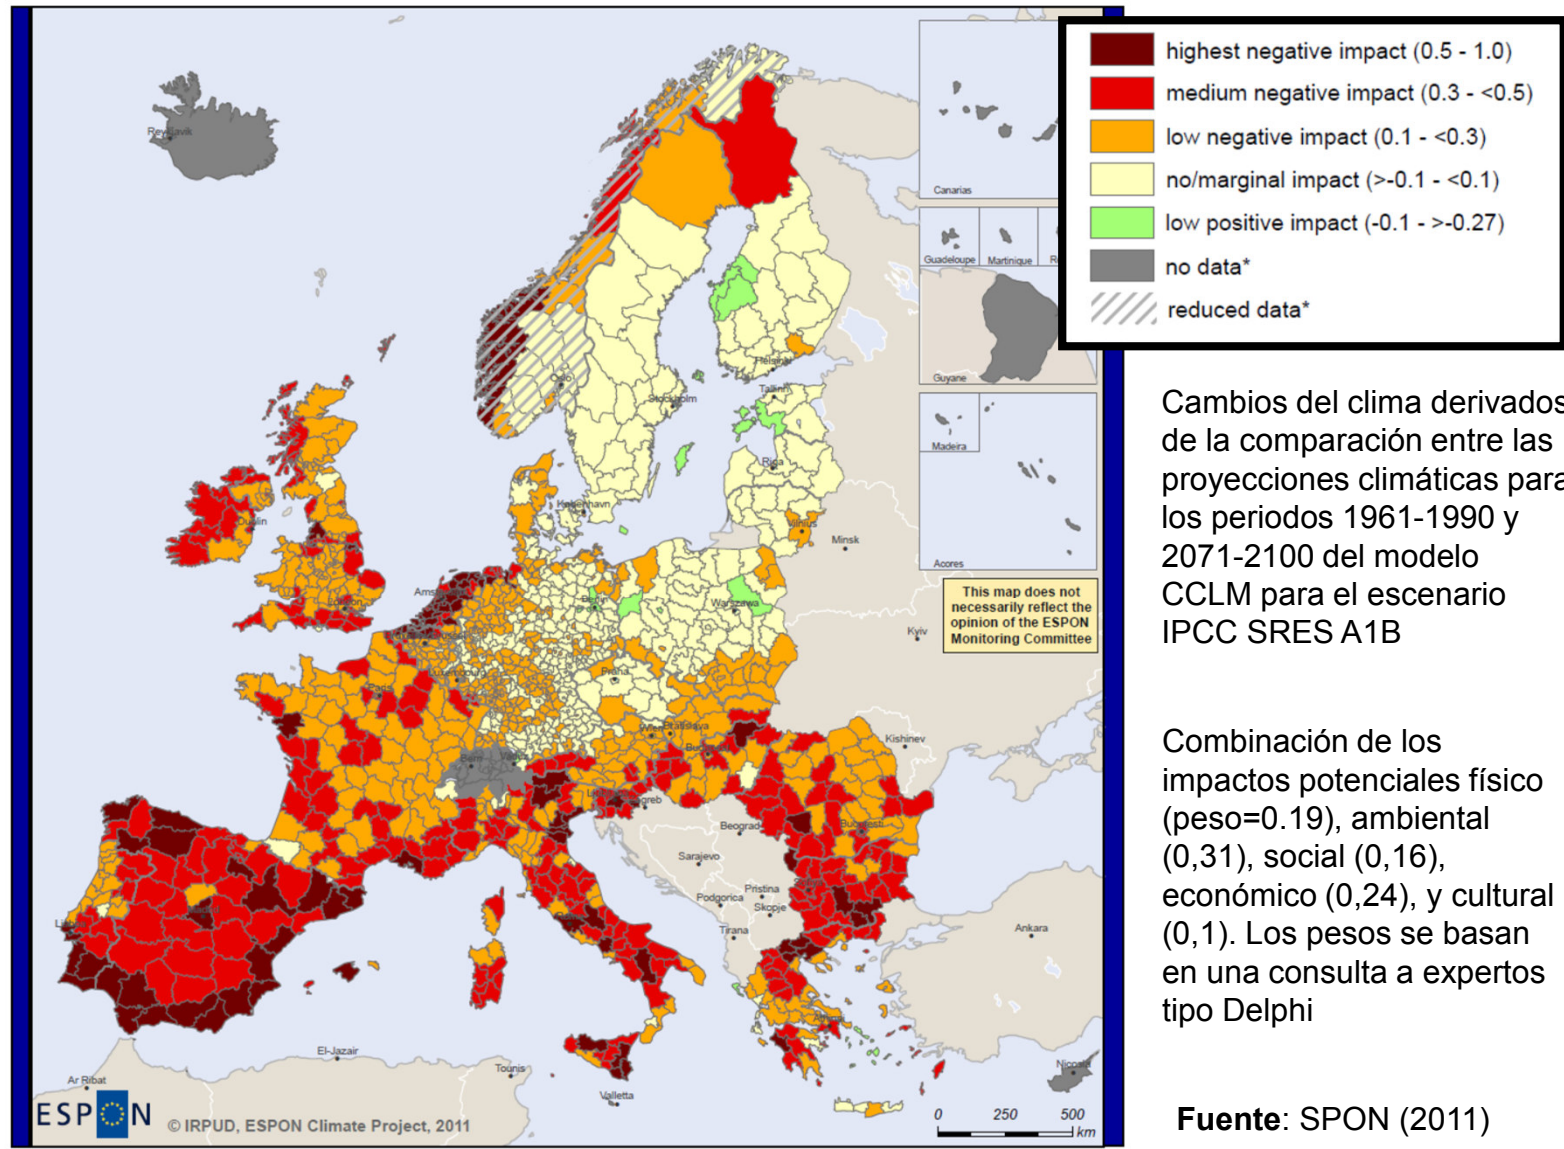 highest negative impact (0.5 - 1.0)
medium negative impact (0.3 - <0.5)
low negative impact (0.1 - <0.3)
no/marginal impact (>-0.1 - <0.1)
low positive impact (-0.1 - >-0.27)
no data*
reduced data*
Reykjavik
Canarias
Guadeloupe
Martinique
R
Guyane
Madeira
Acores
Oslo
Stockholm
Helsinki
Tallinn
Riga
København
Vilnius
Minsk
Dublin
London
Berlin
Warszawa
Kyiv
Praha
Paris
Bratislava
Kishinev
Bern
Beograd
Sarajevo
Podgorica
Pristina
Skopje
Tirana
Ankara
El-Jazair
Tounis
Ar Ribat
Valletta
This map does not
necessarily reflect the
opinion of the ESPON
Monitoring Committee
ESPON
© IRPUD, ESPON Climate Project, 2011
0 250 500
km
Cambios del clima derivados
de la comparación entre las
proyecciones climáticas para
los periodos 1961-1990 y
2071-2100 del modelo
CCLM para el escenario
IPCC SRES A1B
Combinación de los
impactos potenciales físico
(peso=0.19), ambiental
(0,31), social (0,16),
económico (0,24), y cultural
(0,1). Los pesos se basan
en una consulta a expertos
tipo Delphi
Fuente: SPON (2011)